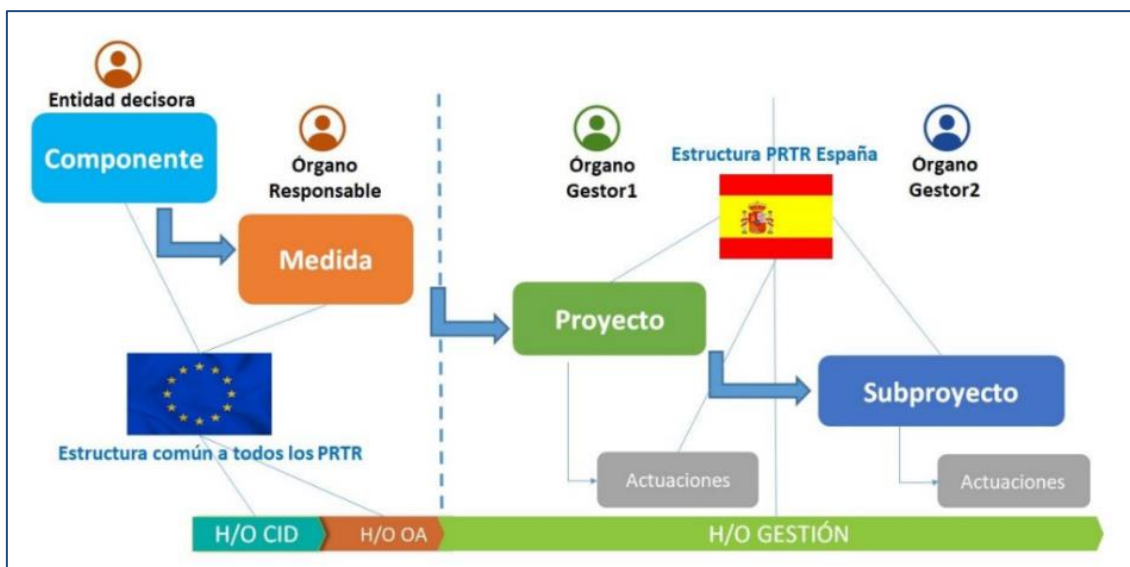 Entidad decisora
Componente
Órgano
Responsable
Medida
Estructura común a todos los PRTR
Órgano
Gestor1
Estructura PRTR España
Órgano
Gestor2
Proyecto
Subproyecto
Actuaciones
Actuaciones
H/O CID
H/O OA
H/O GESTIÓN